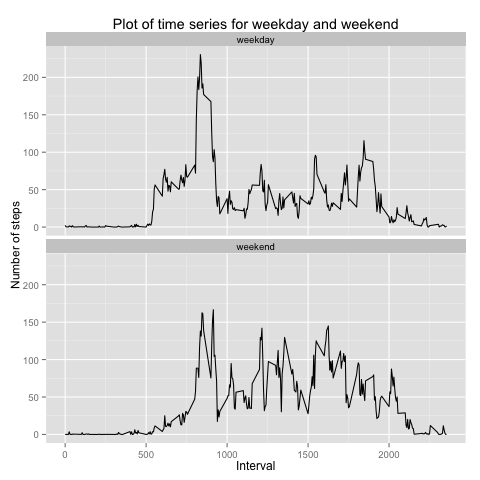 Plot of time series for weekday and weekend
weekday
200
150
100
50
0
weekend
200
150
100
50
0
Number of steps
0 500 1000 1500 2000
Interval